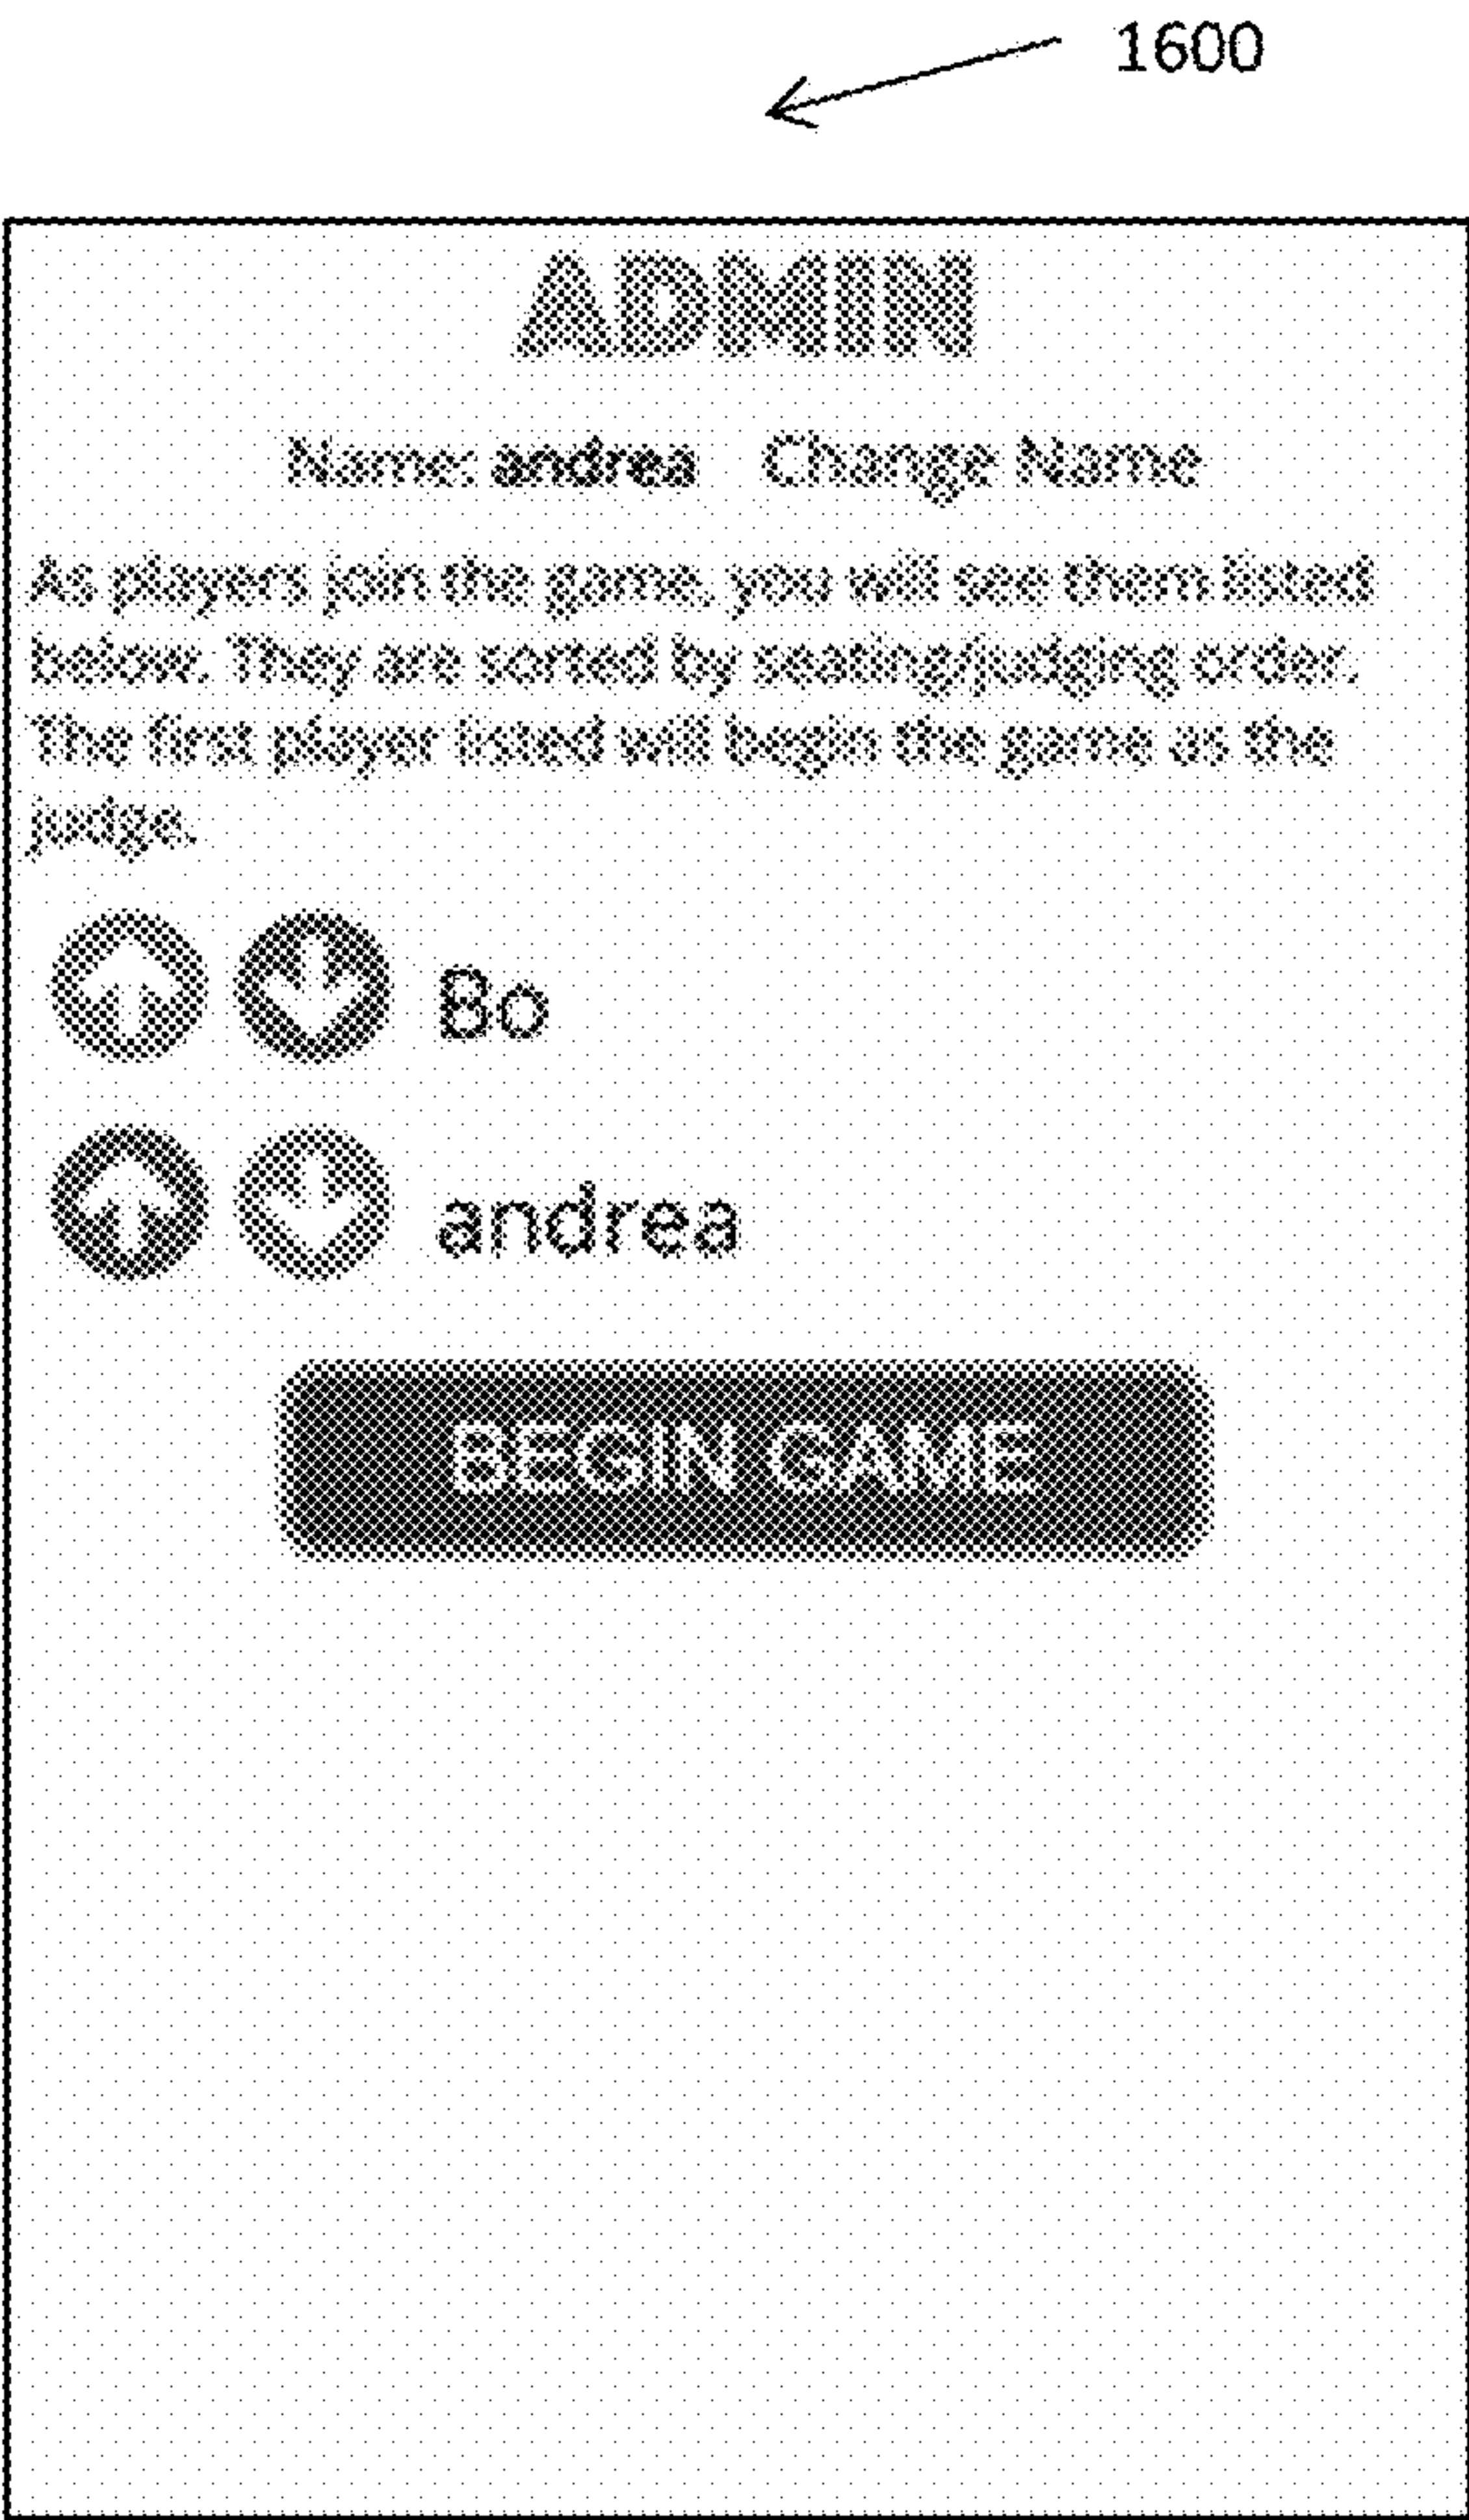 1600
ADMIN
Name: andrea Change Name
As players join the game, you will see them listed
below. They are sorted by seating/judging order.
The first player listed will begin the game as the
judge.
Bo
andrea
BEGIN GAME